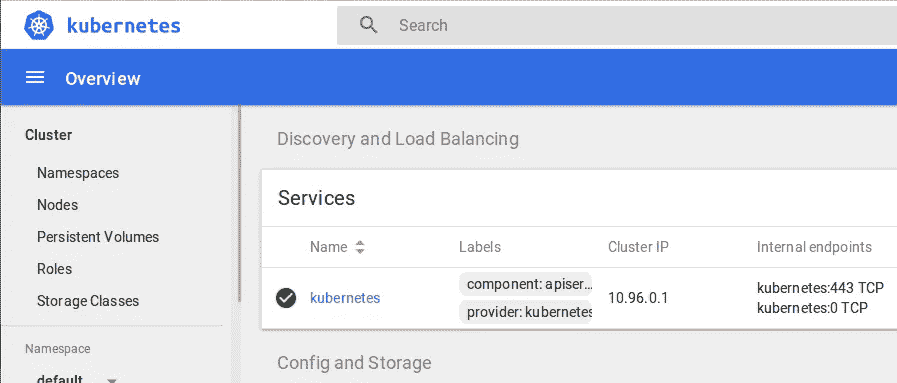 kubernetes
Search
Overview
Cluster
Namespaces
Nodes
Persistent Volumes
Roles
Storage Classes
Namespace
default
Discovery and Load Balancing
Services
Name Labels Cluster IP Internal endpoints
kubernetes component: apiser... 10.96.0.1 kubernetes:443 TCP
provider: kubernetes kubernetes:0 TCP
Config and Storage